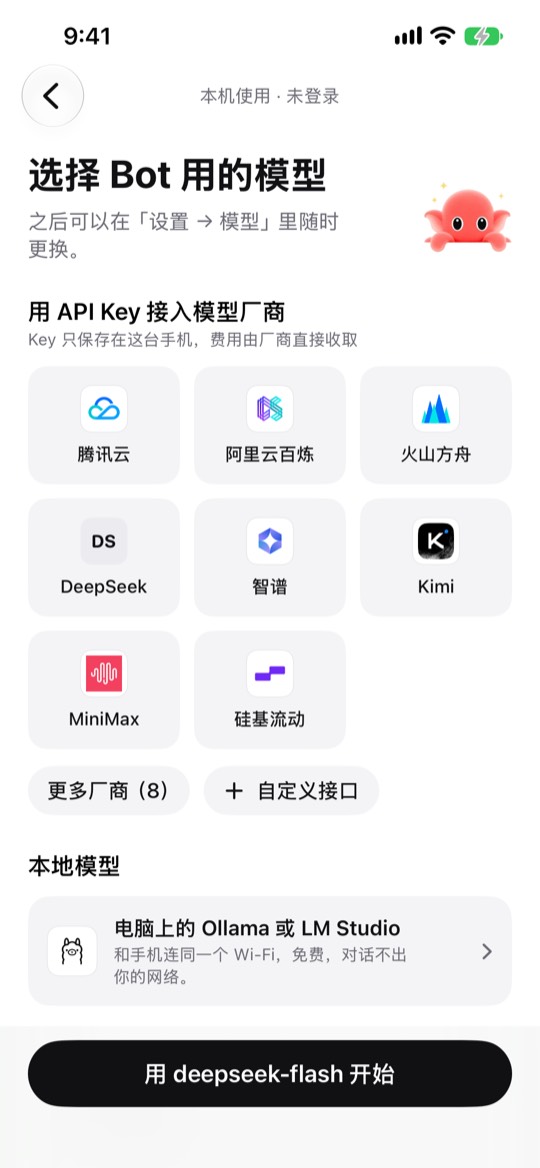 9:41
本机使用 · 未登录
选择 Bot 用的模型
之后可以在「设置 → 模型」里随时
更换。
用 API Key 接入模型厂商
Key 只保存在这台手机，费用由厂商直接收取
腾讯云
阿里云百炼
火山方舟
DS
DeepSeek
智谱
K
Kimi
MiniMax
硅基流动
更多厂商（8）
+ 自定义接口
本地模型
电脑上的 Ollama 或 LM Studio
和手机连同一个 Wi-Fi，免费，对话不出
你的网络。
用 deepseek-flash 开始